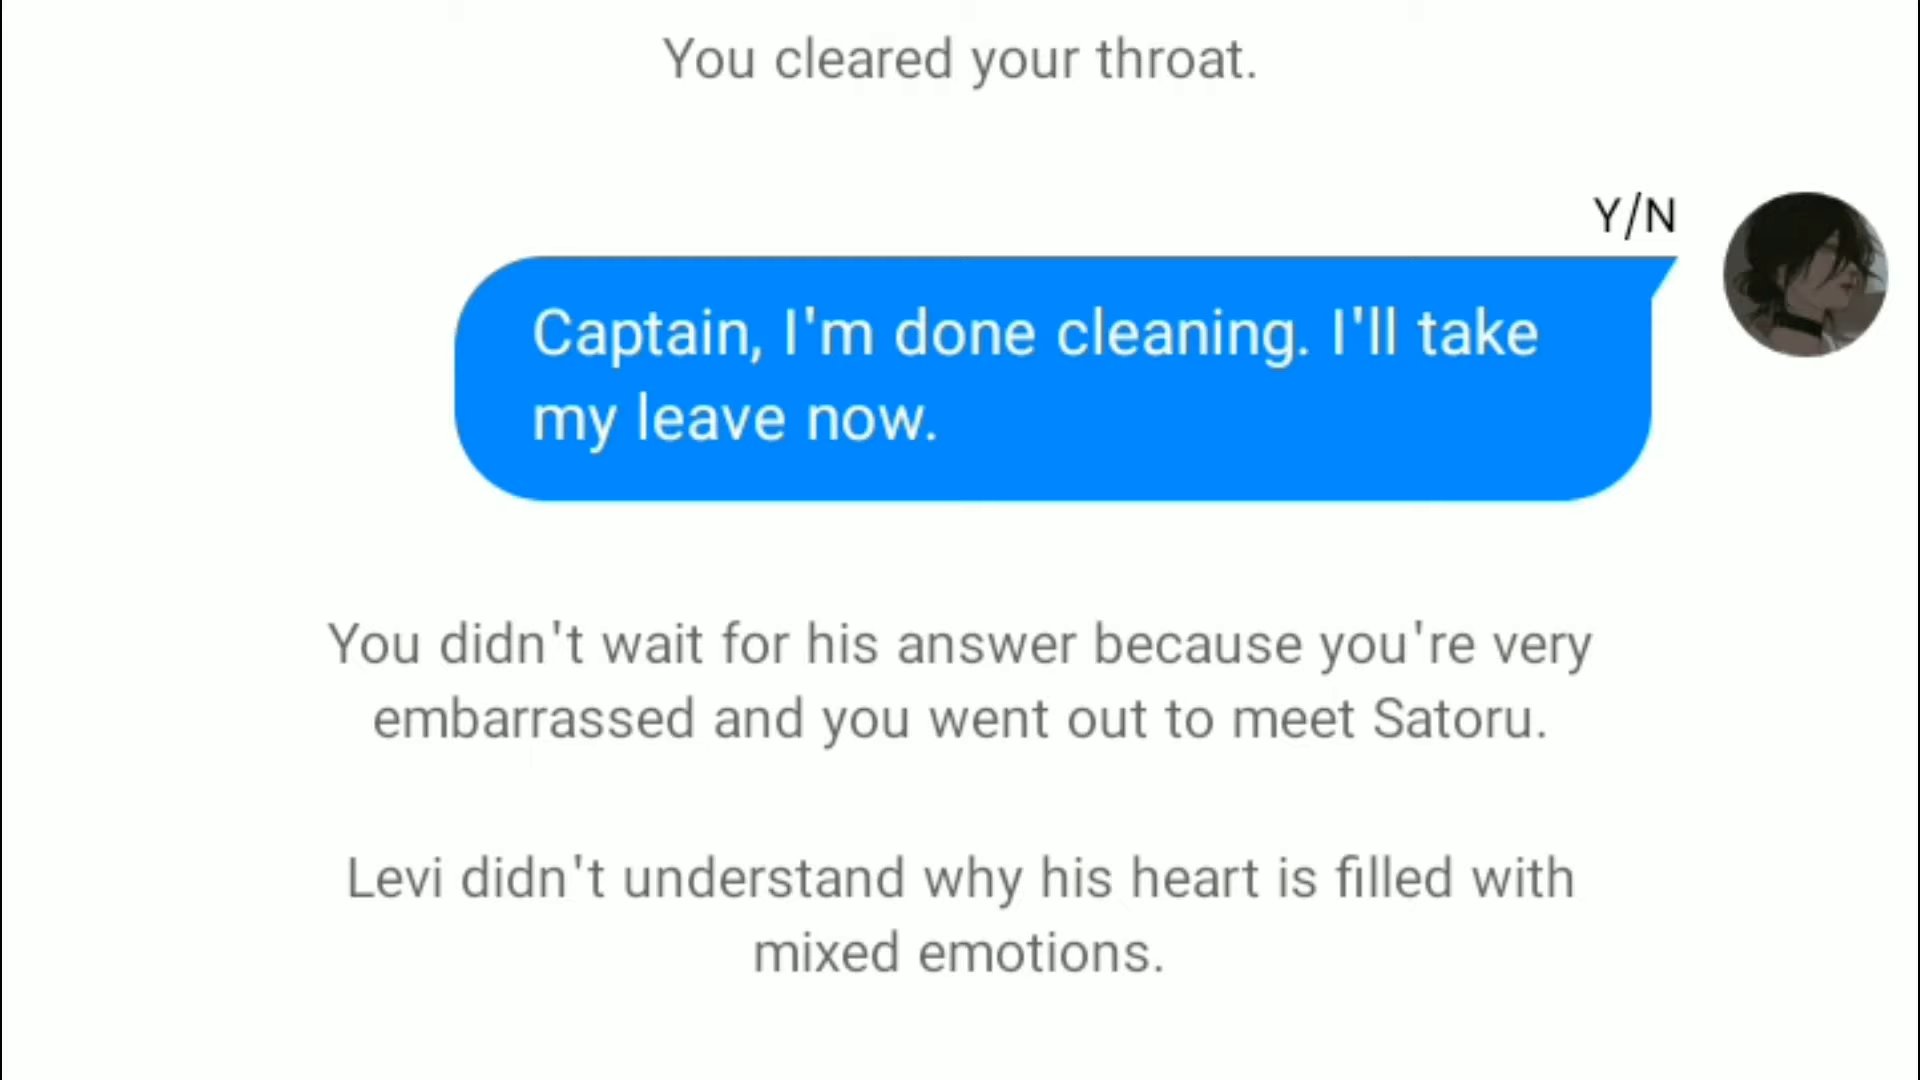 You cleared your throat.
Y/N
Captain, I'm done cleaning. I'll take
my leave now.
You didn't wait for his answer because you're very
embarrassed and you went out to meet Satoru.
Levi didn't understand why his heart is filled with
mixed emotions.